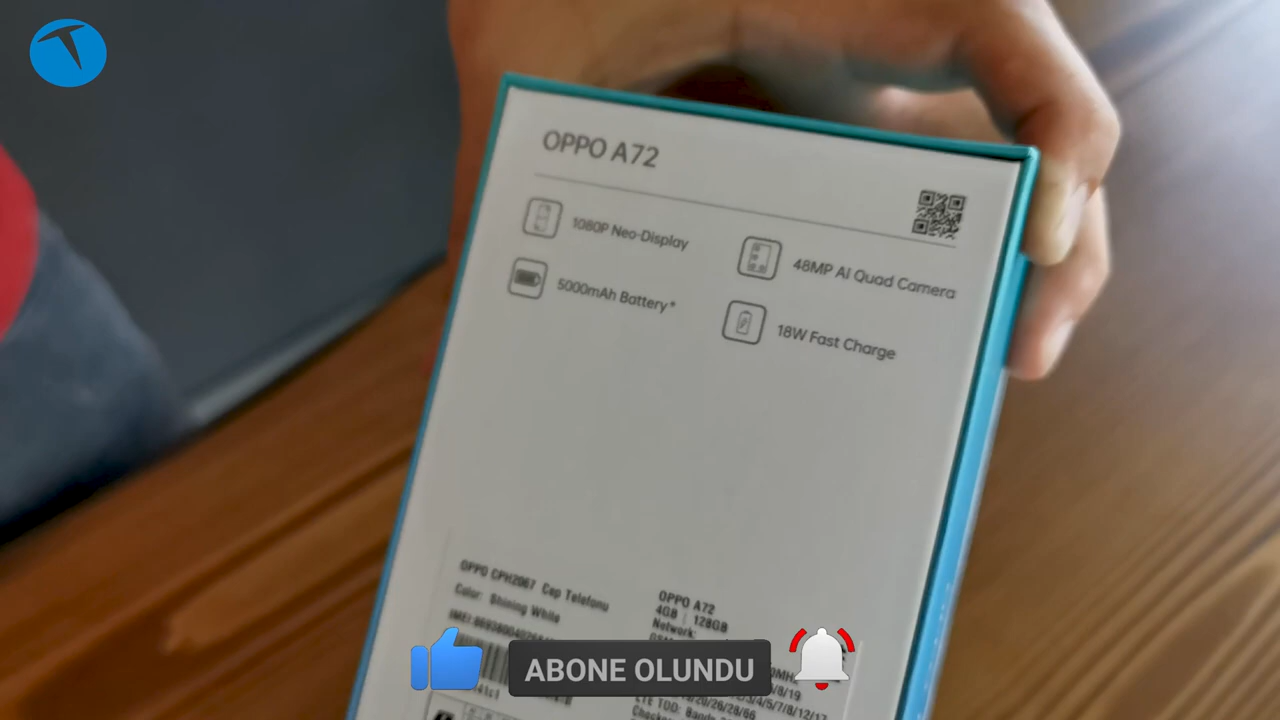 OPPO A72
1080P Neo-Display
48MP AI Quad Camera
5000mAh Battery*
18W Fast Charge
OPPO CPH2067 Cep Telefonu
Color: Shining White
OPPO A72
4GB | 128GB
Network:
ABONE OLUNDU